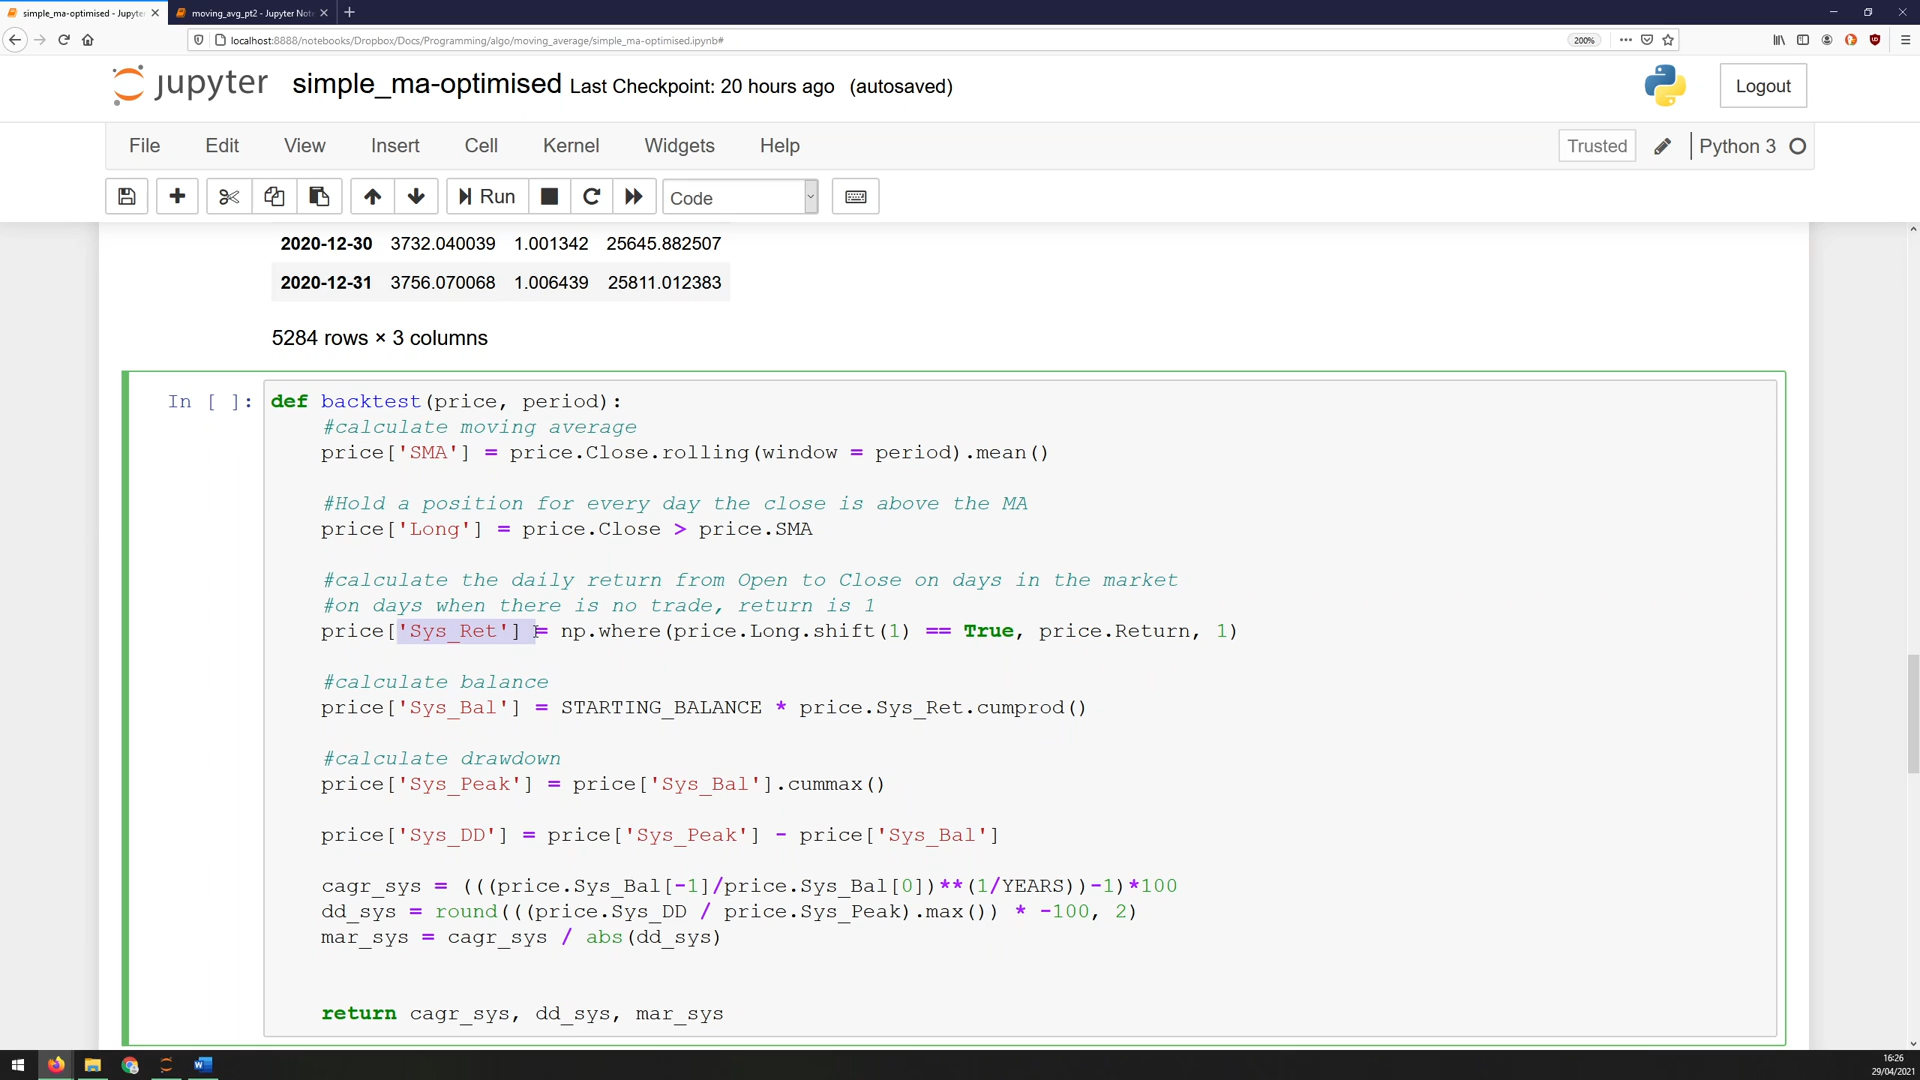 simple_ma-optimised - Jupyter
moving_avg_pt2 - Jupyter Not
localhost:8888/notebooks/Dropbox/Docs/Programming/algo/moving_average/simple_ma-optimised.ipynb#
200%
jupyter simple_ma-optimised Last Checkpoint: 20 hours ago (autosaved)
Logout
File Edit View Insert Cell Kernel Widgets Help
Trusted
Python 3
Run
Code
2020-12-30 3732.040039 1.001342 25645.882507
2020-12-31 3756.070068 1.006439 25811.012383
5284 rows × 3 columns
In [ ]: def backtest(price, period):
#calculate moving average
price['SMA'] = price.Close.rolling(window = period).mean()
#Hold a position for every day the close is above the MA
price['Long'] = price.Close > price.SMA
#calculate the daily return from Open to Close on days in the market
#on days when there is no trade, return is 1
price['Sys_Ret'] = np.where(price.Long.shift(1) == True, price.Return, 1)
#calculate balance
price['Sys_Bal'] = STARTING_BALANCE * price.Sys_Ret.cumprod()
#calculate drawdown
price['Sys_Peak'] = price['Sys_Bal'].cummax()
price['Sys_DD'] = price['Sys_Peak'] - price['Sys_Bal']
cagr_sys = (((price.Sys_Bal[-1]/price.Sys_Bal[0])**(1/YEARS))-1)*100
dd_sys = round(((price.Sys_DD / price.Sys_Peak).max()) * -100, 2)
mar_sys = cagr_sys / abs(dd_sys)
return cagr_sys, dd_sys, mar_sys
16:26
29/04/2021